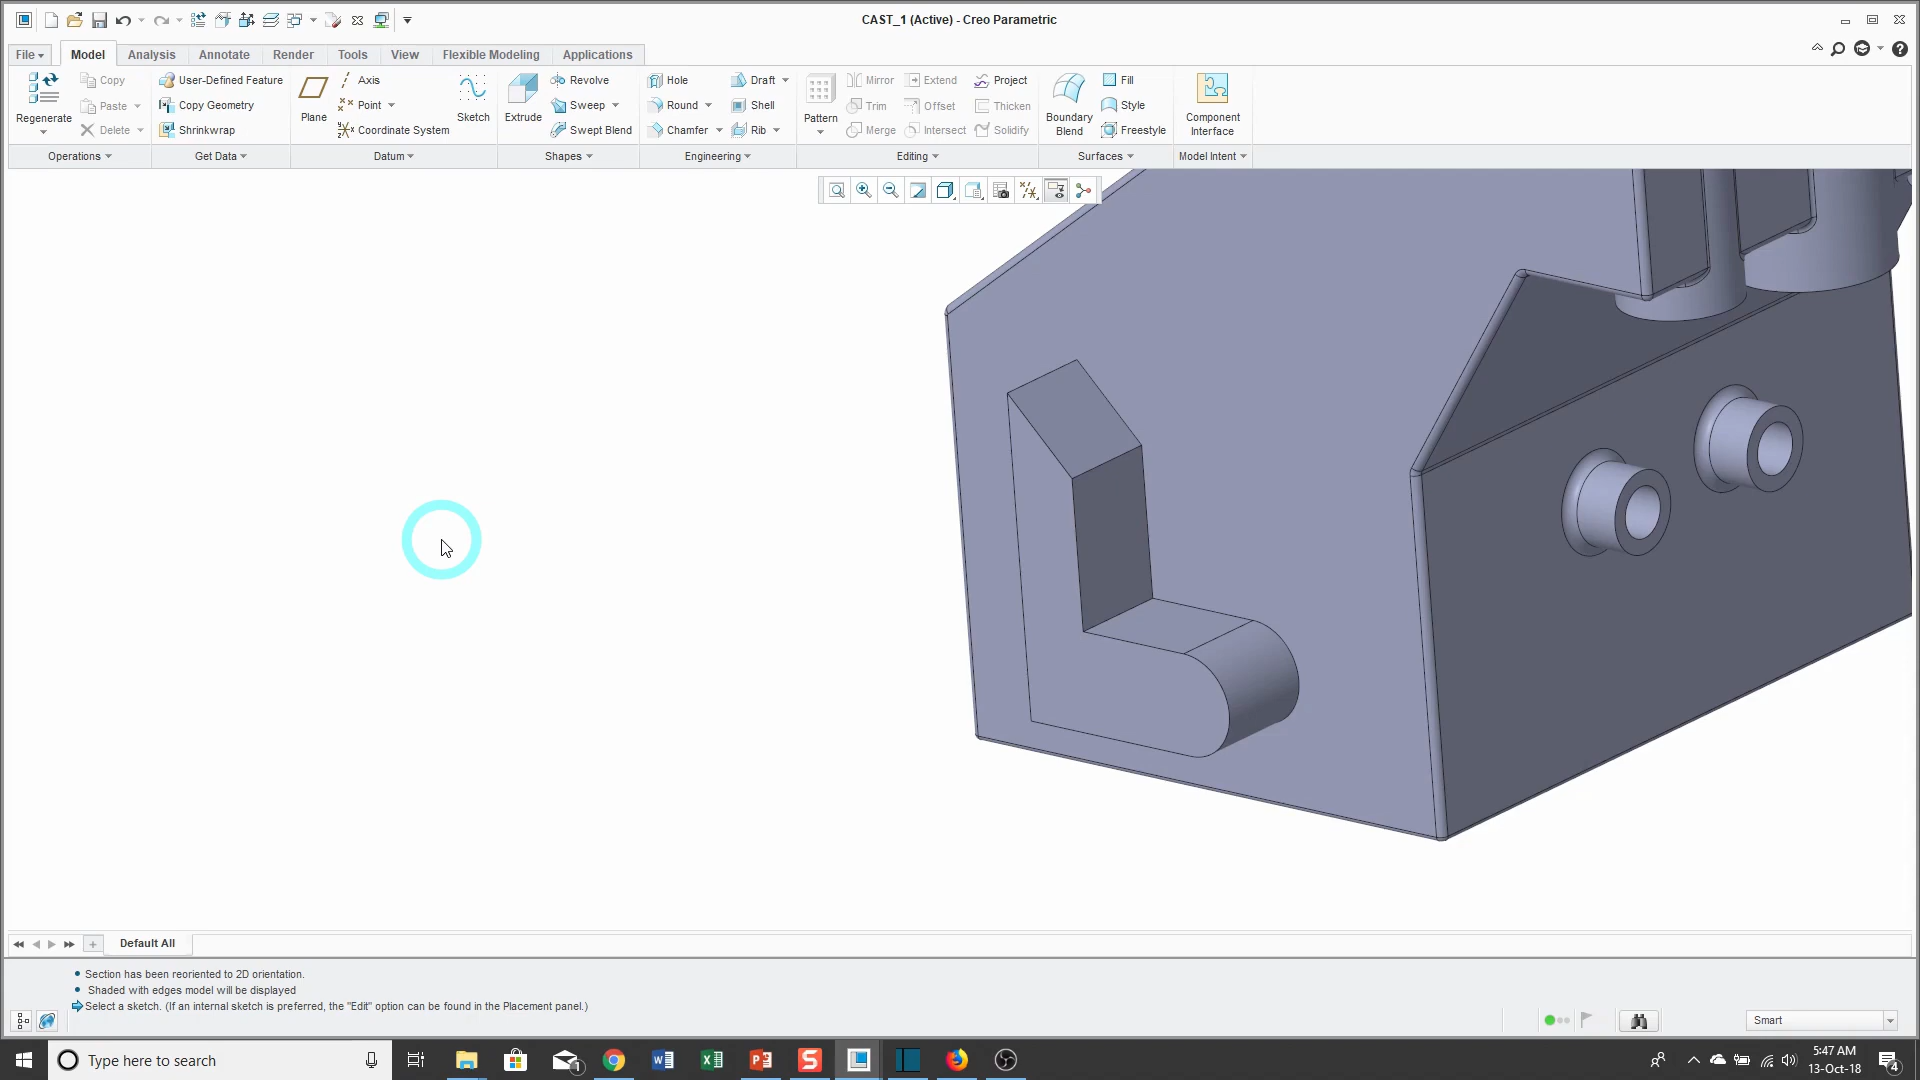 CAST_1 (Active) - Creo Parametric
File Model Analysis Annotate Render Tools View Flexible Modeling Applications
Regenerate Copy User-Defined Feature Plane Axis Sketch Extrude Revolve Hole Draft Pattern Mirror Extend Project Boundary Blend Fill Component Interface
Paste Copy Geometry Point Sweep Round Shell Trim Offset Thicken Style
Delete Shrinkwrap Coordinate System Swept Blend Chamfer Rib Merge Intersect Solidify Freestyle
Operations Get Data Datum Shapes Engineering Editing Surfaces Model Intent
Default All
Section has been reoriented to 2D orientation.
Shaded with edges model will be displayed
Select a sketch. (If an internal sketch is preferred, the "Edit" option can be found in the Placement panel.)
Smart
Type here to search
1
5:47 AM
13-Oct-18
4